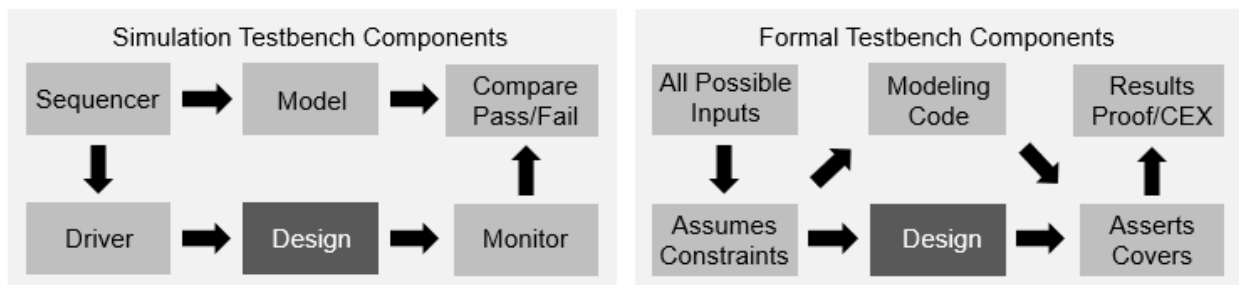 Simulation Testbench Components
Sequencer
Model
Compare
Pass/Fail
Driver
Design
Monitor
Formal Testbench Components
All Possible
Inputs
Modeling
Code
Results
Proof/CEX
Assumes
Constraints
Design
Asserts
Covers